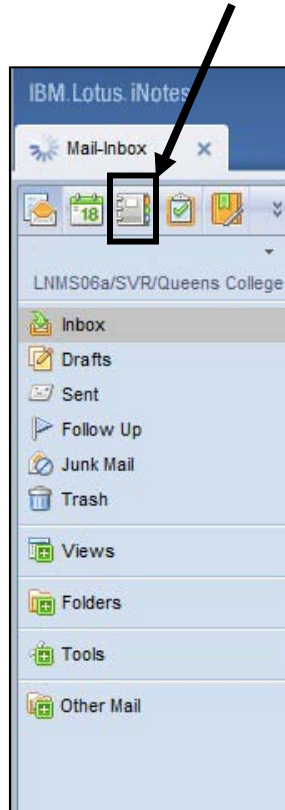 IBM. Lotus. iNotes
Mail-Inbox
18
LNMS06a/SVR/Queens College
Inbox
Drafts
Sent
Follow Up
Junk Mail
Trash
Views
Folders
Tools
Other Mail